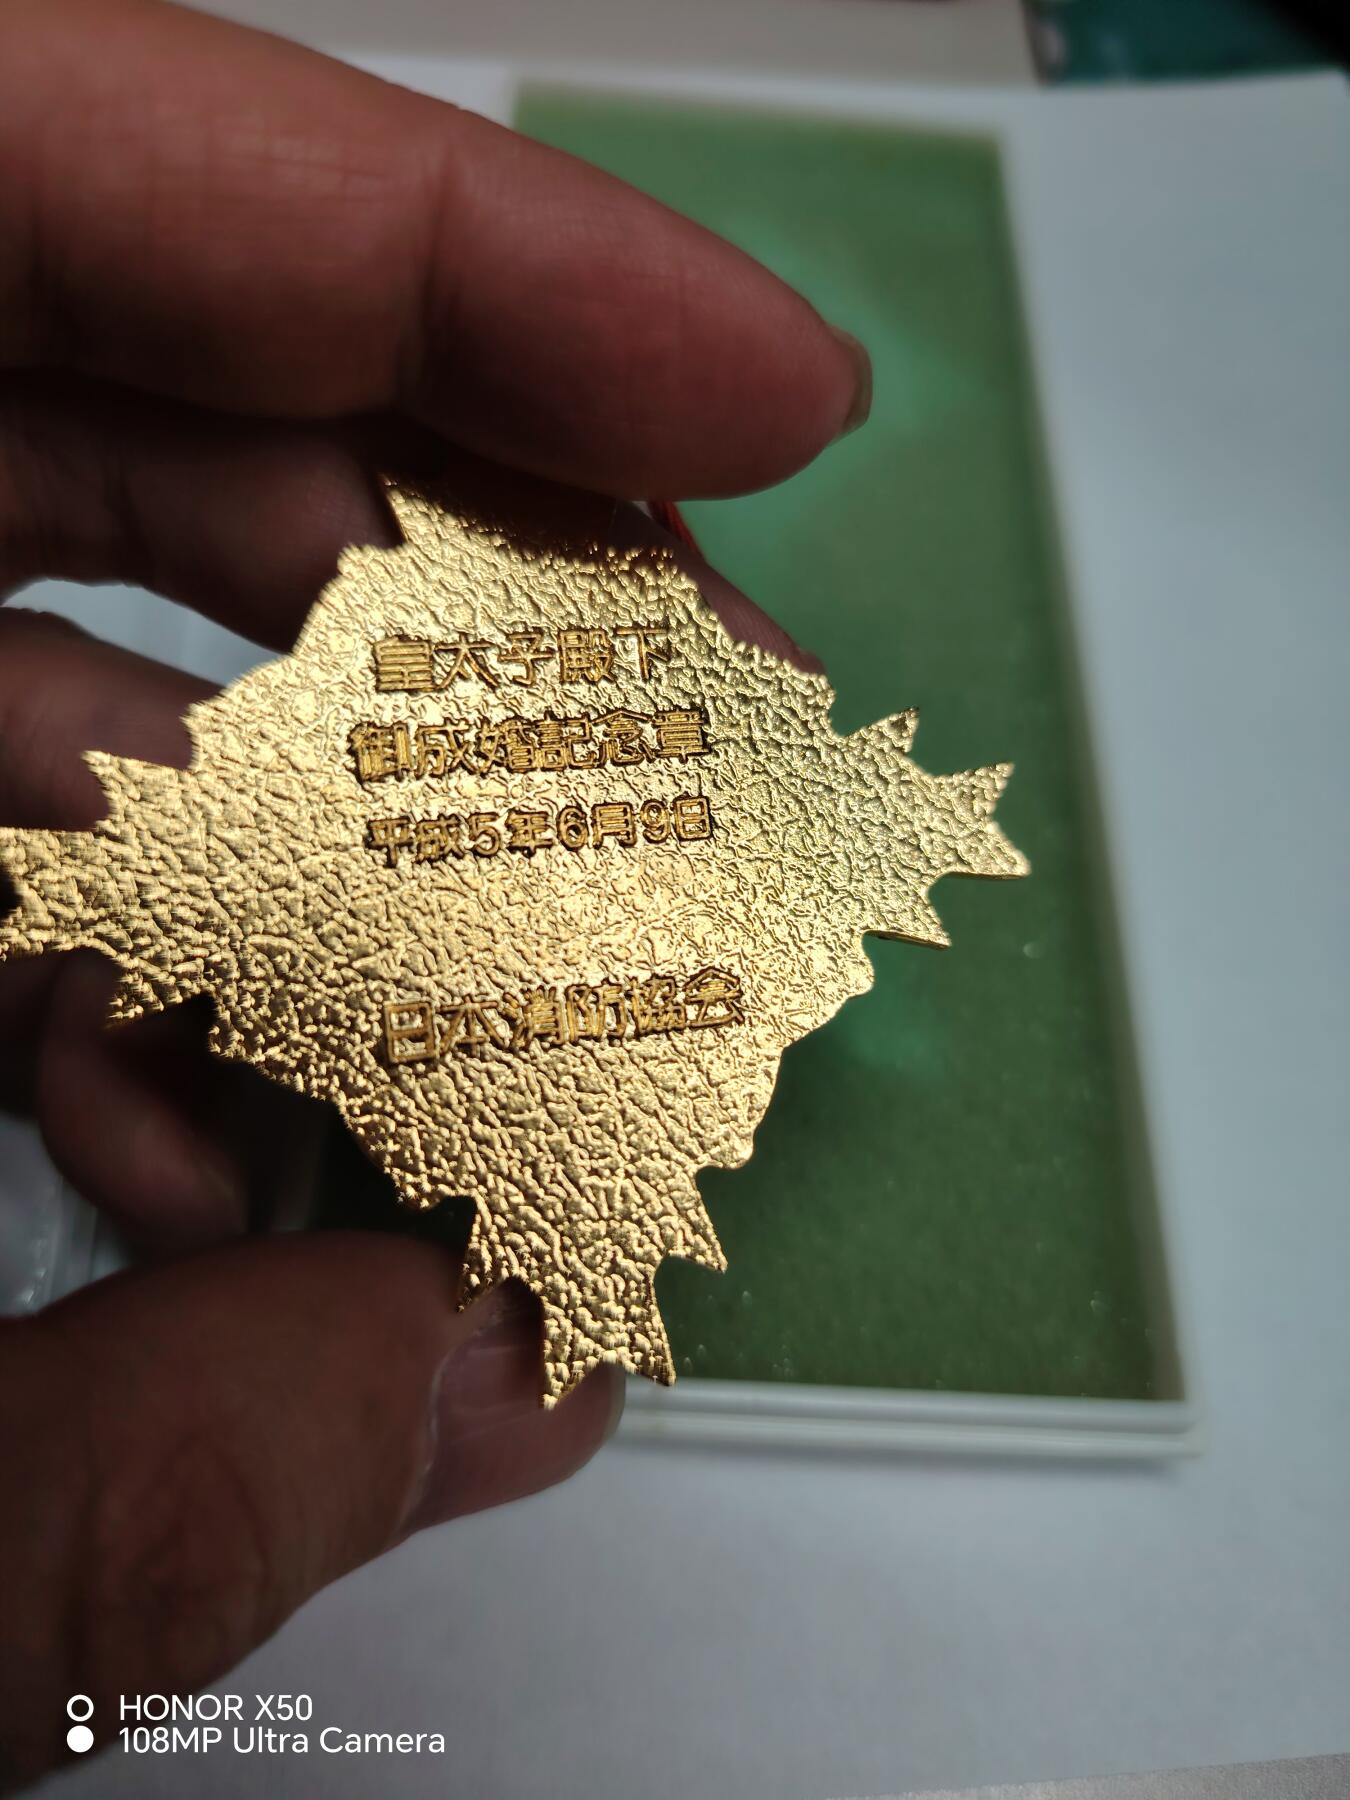 皇太子殿下
御成婚記念章
平成5年6月9日
日本消防協会
HONOR X50
108MP Ultra Camera